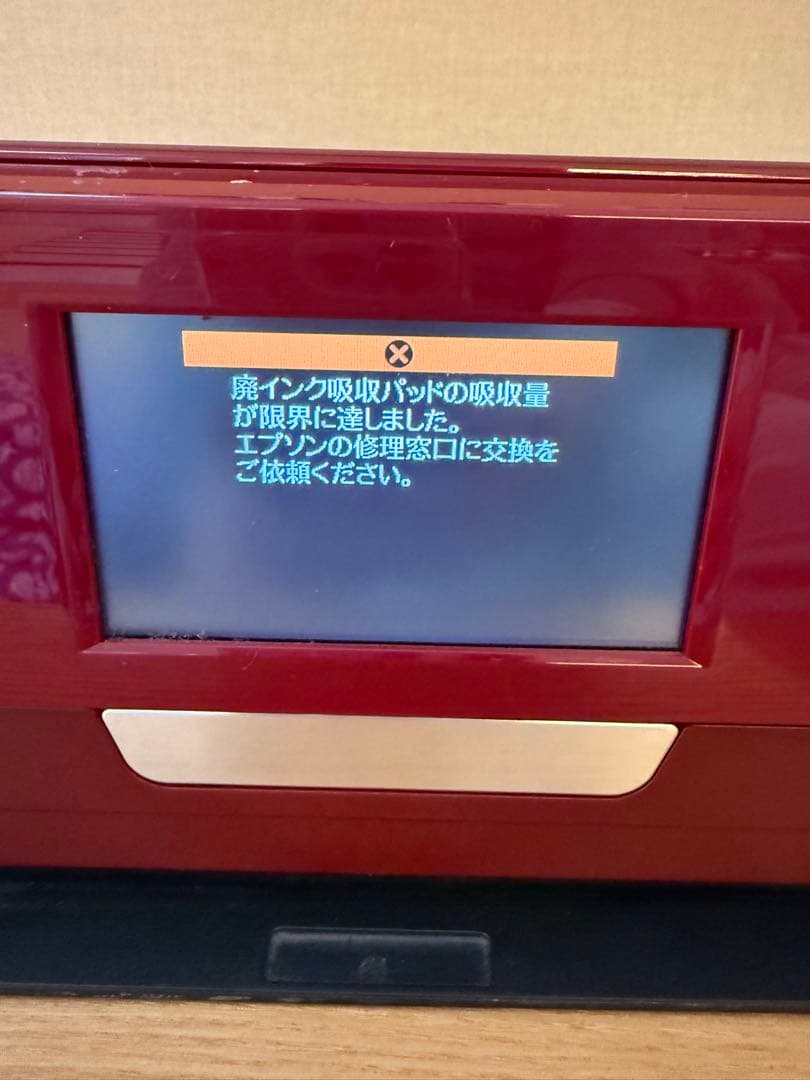 廃インク吸収パッドの吸収量
が限界に達しました。
エプソンの修理窓口に交換を
ご依頼ください。